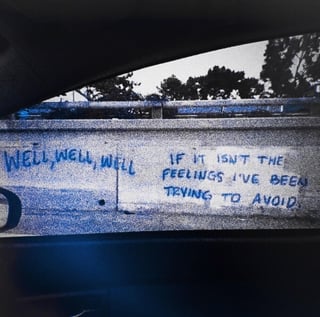 WELL, WELL, WELL
IF IT ISN'T THE
FEELINGS I'VE BEEN
TRYING TO AVOID.